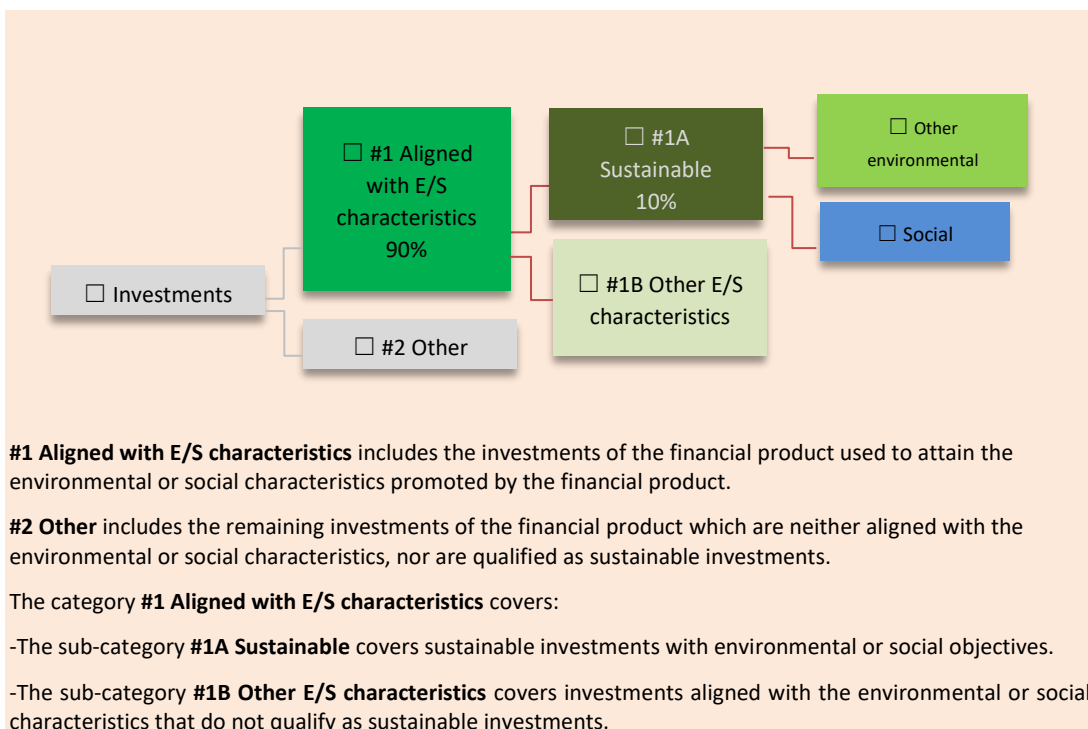 ☐ Investments
☐ #1 Aligned
with E/S
characteristics
90%
☐ #2 Other
☐ #1A
Sustainable
10%
☐ #1B Other E/S
characteristics
☐ Other
environmental
☐ Social
#1 Aligned with E/S characteristics includes the investments of the financial product used to attain the
environmental or social characteristics promoted by the financial product.
#2 Other includes the remaining investments of the financial product which are neither aligned with the
environmental or social characteristics, nor are qualified as sustainable investments.
The category #1 Aligned with E/S characteristics covers:
-The sub-category #1A Sustainable covers sustainable investments with environmental or social objectives.
-The sub-category #1B Other E/S characteristics covers investments aligned with the environmental or social
characteristics that do not qualify as sustainable investments.